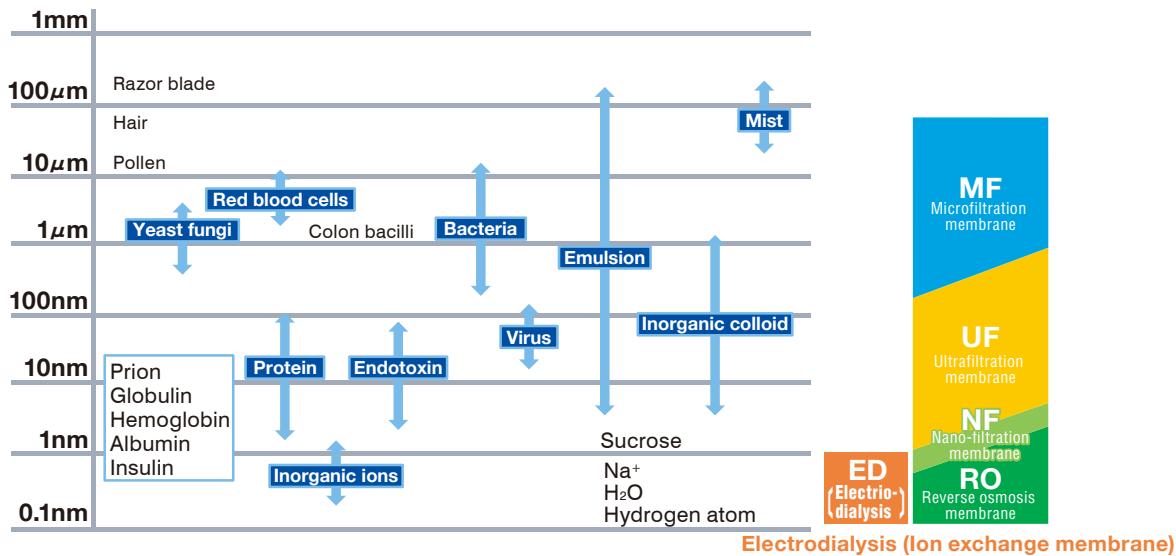 1mm
Razor blade
100μm
Mist
Hair
10μm
Pollen
Red blood cells
Yeast fungi
1μm
Colon bacilli
Bacteria
Emulsion
100nm
Inorganic colloid
Virus
10nm
Protein
Endotoxin
Prion
Globulin
Hemoglobin
Albumin
Insulin
1nm
Sucrose
Inorganic ions
Na⁺
H₂O
Hydrogen atom
0.1nm
MF
Microfiltration
membrane
UF
Ultrafiltration
membrane
NF
Nano-filtration
membrane
ED
(Electrio-
dialysis)
RO
Reverse osmosis
membrane
Electrodialysis (Ion exchange membrane)